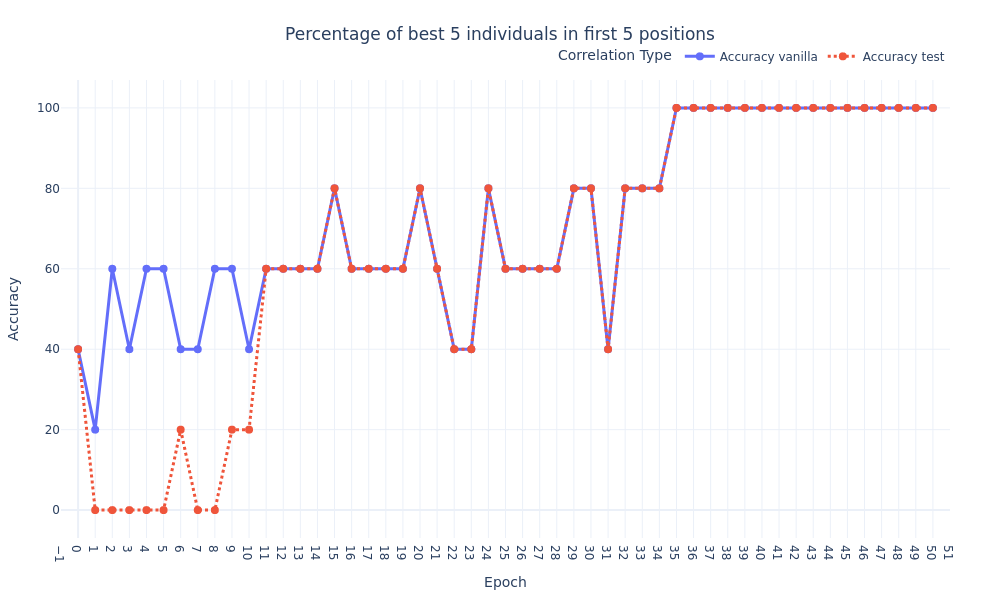 Percentage of best 5 individuals in first 5 positions
Correlation Type Accuracy vanilla Accuracy test
100
80
60
40
20
0
Accuracy
−1 0 1 2 3 4 5 6 7 8 9 10 11 12 13 14 15 16 17 18 19 20 21 22 23 24 25 26 27 28 29 30 31 32 33 34 35 36 37 38 39 40 41 42 43 44 45 46 47 48 49 50 51
Epoch